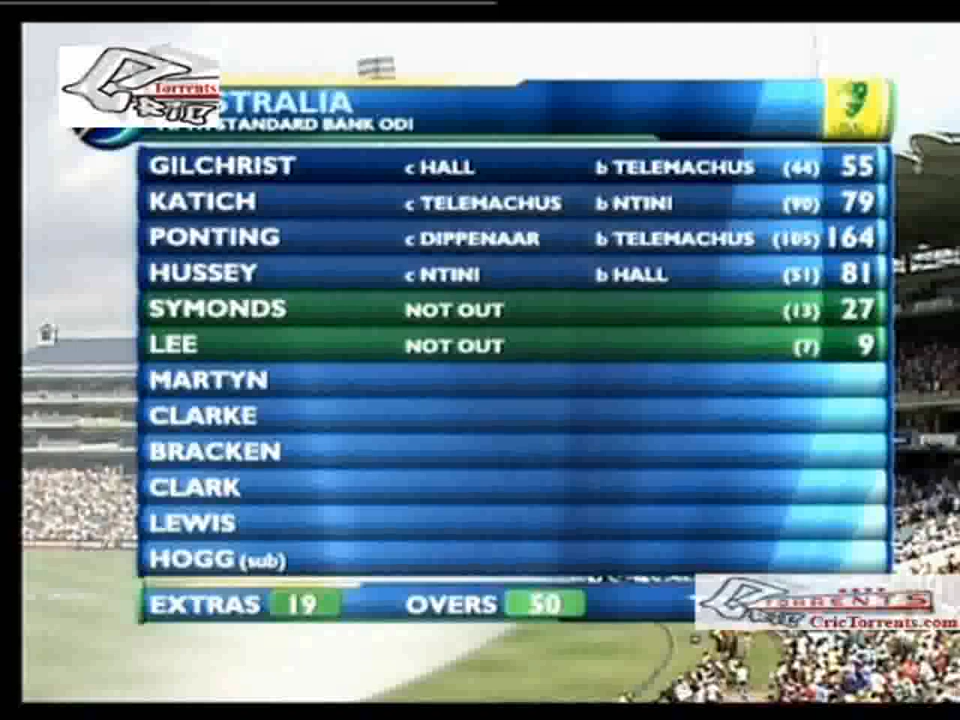 Torrents
STRALIA
STANDARD BANK ODI
GILCHRIST c HALL b TELEMACHUS (44) 55
KATICH c TELEMACHUS b NTINI (90) 79
PONTING c DIPPENAAR b TELEMACHUS (105) 164
HUSSEY c NTINI b HALL (51) 81
SYMONDS NOT OUT (13) 27
LEE NOT OUT (7) 9
MARTYN
CLARKE
BRACKEN
CLARK
LEWIS
HOGG (sub)
EXTRAS 19 OVERS 50
TORRENTS
CricTorrents.com